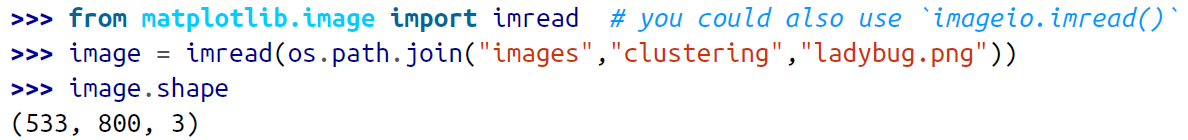 >>> from matplotlib.image import imread  # you could also use `imageio.imread()`
>>> image = imread(os.path.join("images","clustering","ladybug.png"))
>>> image.shape
(533, 800, 3)